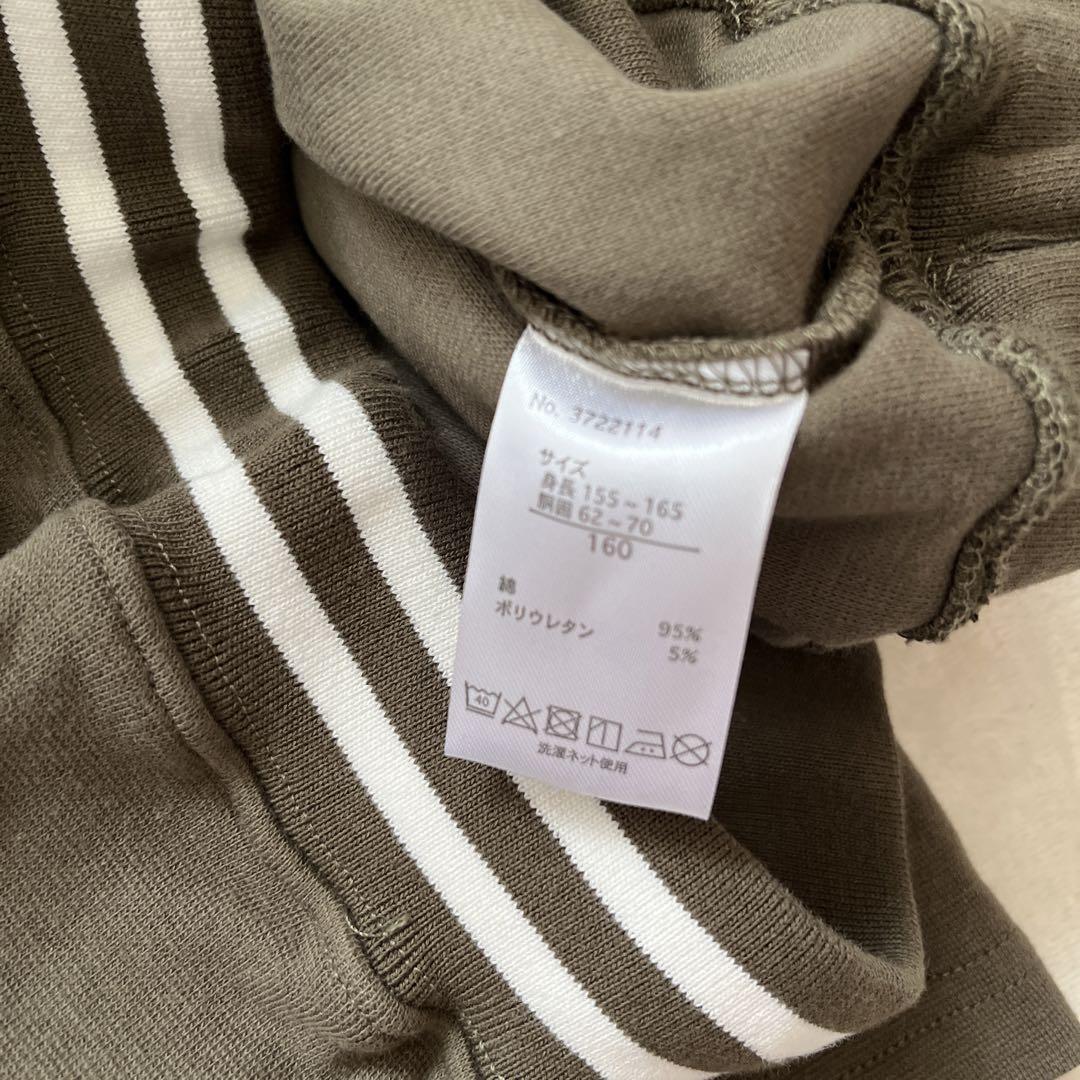 No. 3722114
サイズ
身長 155~165
胴囲 62~70
160
綿 95%
ポリウレタン 5%
40
洗濯ネット使用